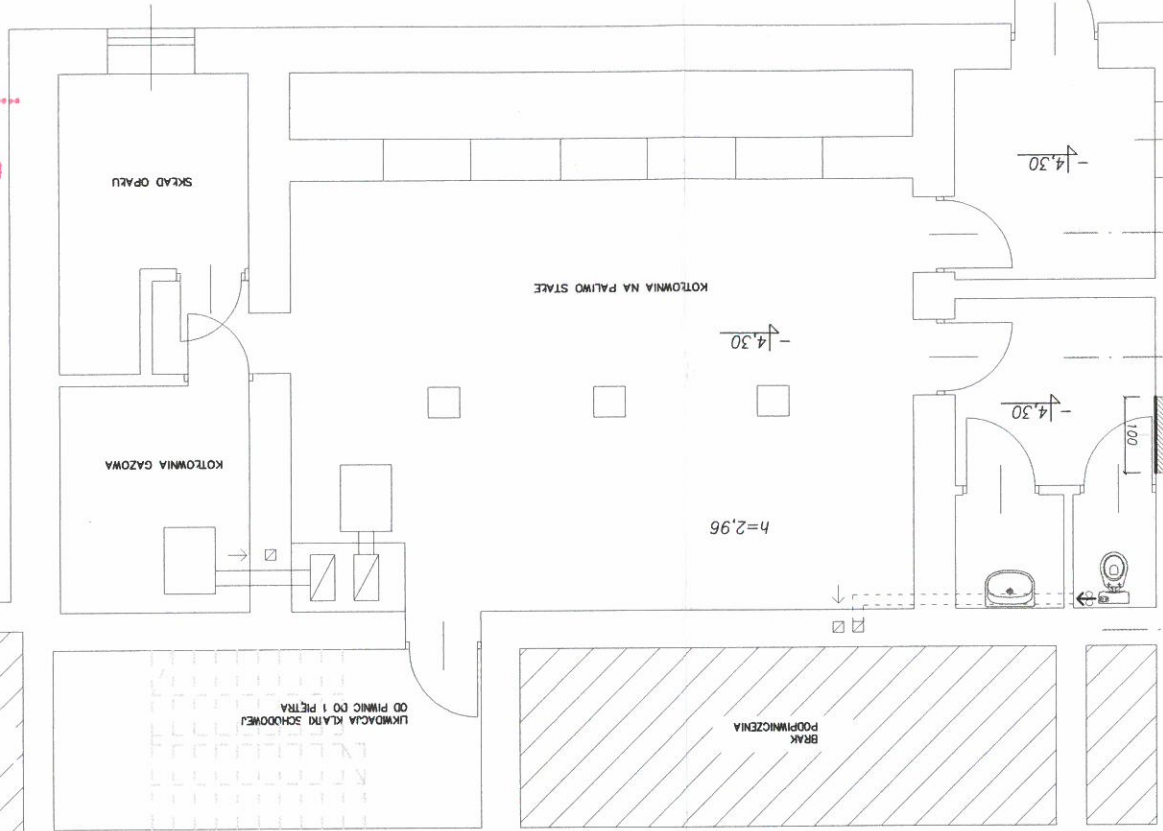 BRAK
PODPIWNICZENIA
LIKWIDACJA KLATKI SCHODOWEJ
OD PIWNIC DO 1 PIĘTRA
h=2,96
KOTŁOWNIA GAZOWA
100
-4,30
-4,30
KOTŁOWNIA NA PALIWO STAŁE
SKŁAD OPAŁU
-4,30